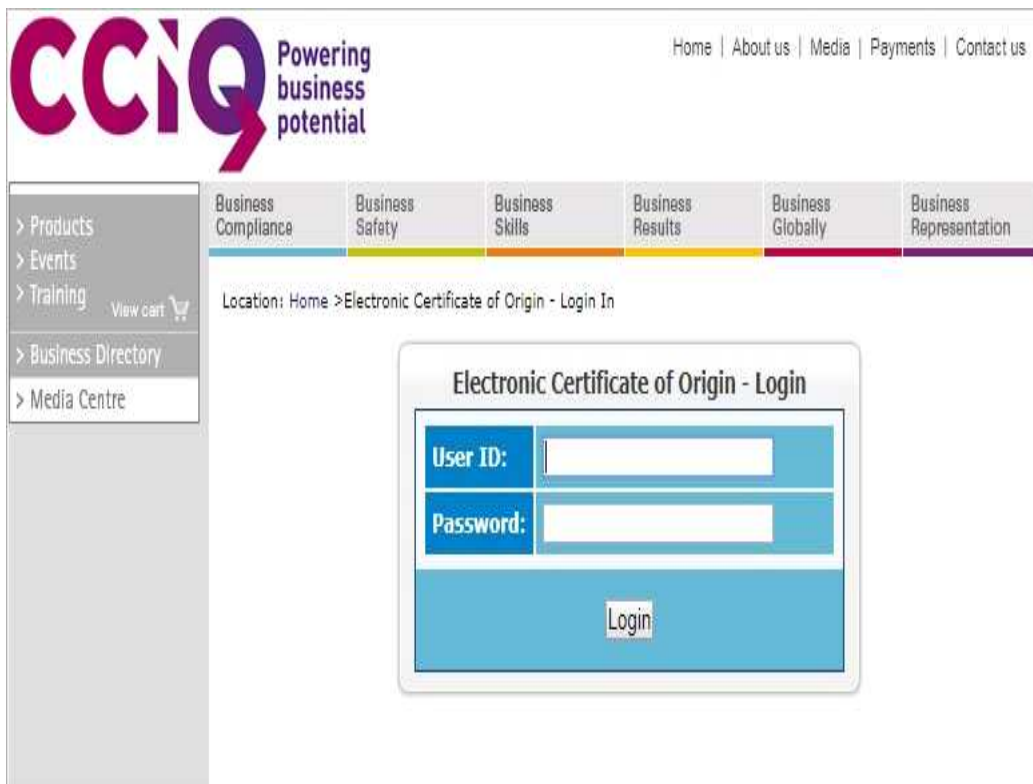 CCIQ
Powering
business
potential
Home | About us | Media | Payments | Contact us
> Products
> Events
> Training
View cart
> Business Directory
> Media Centre
Business
Compliance
Business
Safety
Business
Skills
Business
Results
Business
Globally
Business
Representation
Location: Home >Electronic Certificate of Origin - Login In
Electronic Certificate of Origin - Login
User ID:
Password:
Login